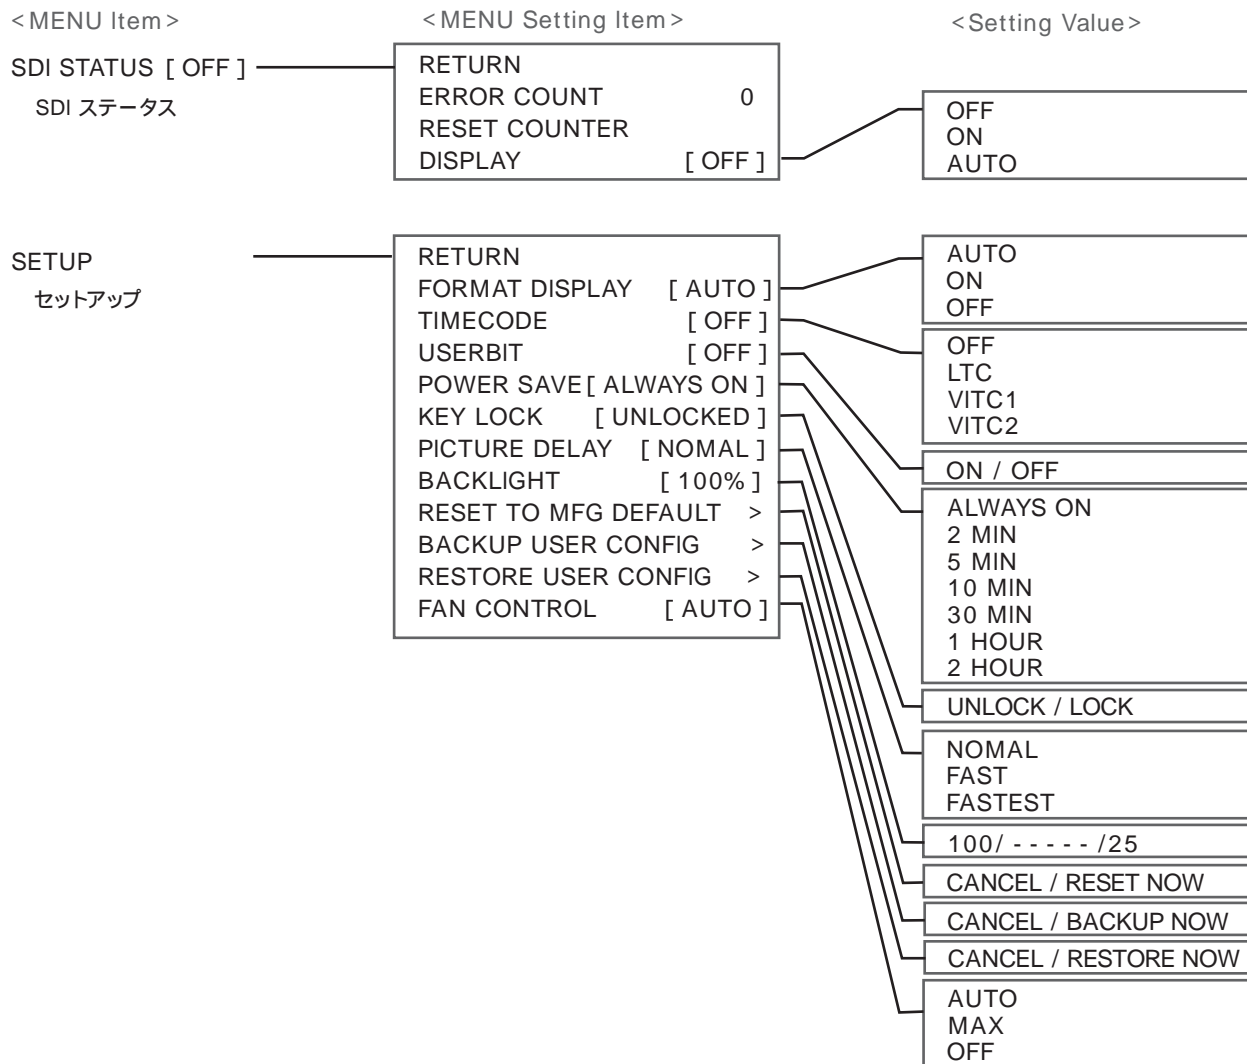 <MENU Item>
<MENU Setting Item>
<Setting Value>
SDI STATUS [ OFF ]
SDI ステータス
RETURN
ERROR COUNT 0
RESET COUNTER
DISPLAY [ OFF ]
OFF
ON
AUTO
SETUP
セットアップ
RETURN
FORMAT DISPLAY [ AUTO ]
TIMECODE [ OFF ]
USERBIT [ OFF ]
POWER SAVE [ ALWAYS ON ]
KEY LOCK [ UNLOCKED ]
PICTURE DELAY [ NOMAL ]
BACKLIGHT [ 100% ]
RESET TO MFG DEFAULT >
BACKUP USER CONFIG >
RESTORE USER CONFIG >
FAN CONTROL [ AUTO ]
AUTO
ON
OFF
OFF
LTC
VITC1
VITC2
ON / OFF
ALWAYS ON
2 MIN
5 MIN
10 MIN
30 MIN
1 HOUR
2 HOUR
UNLOCK / LOCK
NOMAL
FAST
FASTEST
100/ - - - - - /25
CANCEL / RESET NOW
CANCEL / BACKUP NOW
CANCEL / RESTORE NOW
AUTO
MAX
OFF